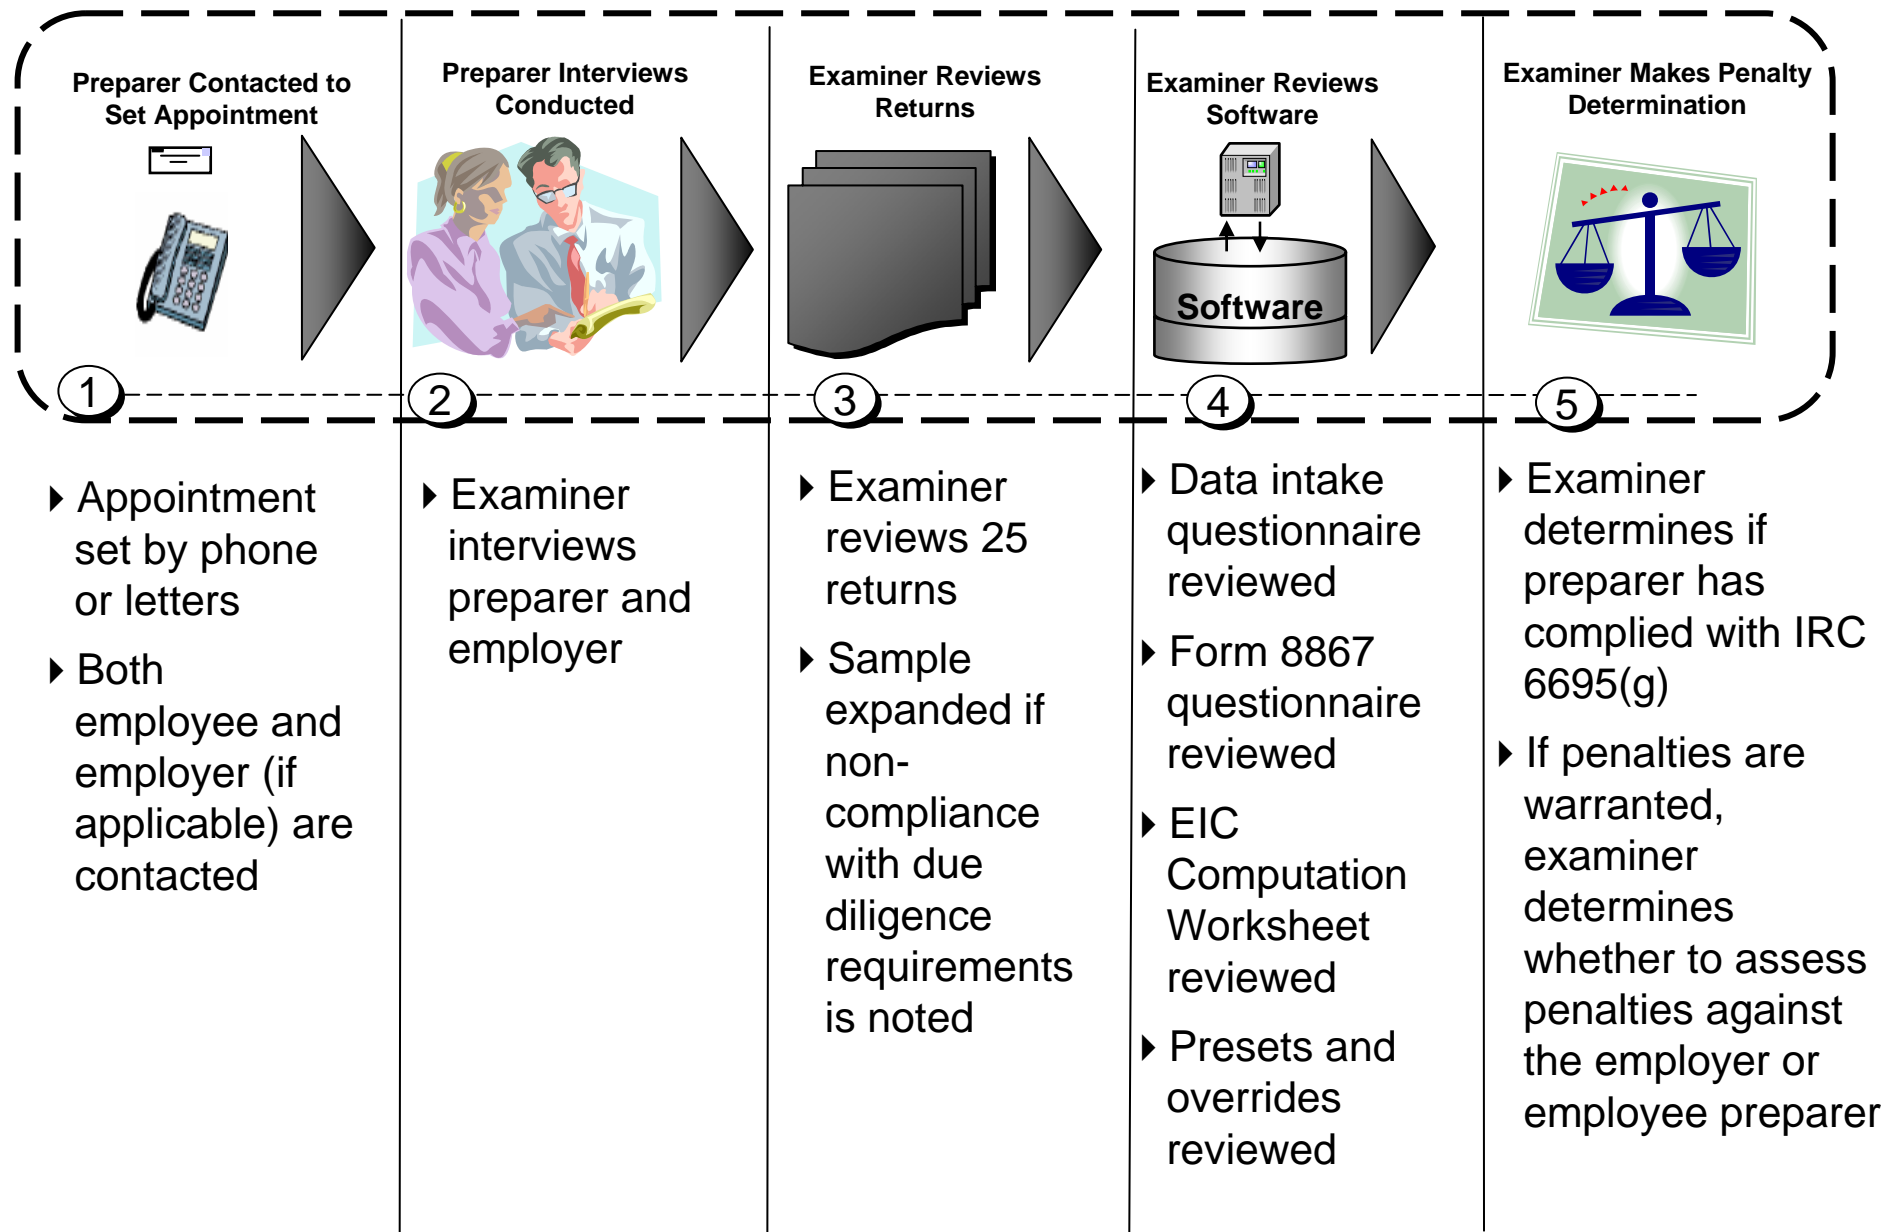 Preparer Contacted to
Set Appointment
Preparer Interviews
Conducted
Examiner Reviews
Returns
Examiner Reviews
Software
Examiner Makes Penalty
Determination
Software
1
2
3
4
5
Appointment
set by phone
or letters
Both
employee and
employer (if
applicable) are
contacted
Examiner
interviews
preparer and
employer
Examiner
reviews 25
returns
Sample
expanded if
non-
compliance
with due
diligence
requirements
is noted
Data intake
questionnaire
reviewed
Form 8867
questionnaire
reviewed
EIC
Computation
Worksheet
reviewed
Presets and
overrides
reviewed
Examiner
determines if
preparer has
complied with IRC
6695(g)
If penalties are
warranted,
examiner
determines
whether to assess
penalties against
the employer or
employee preparer